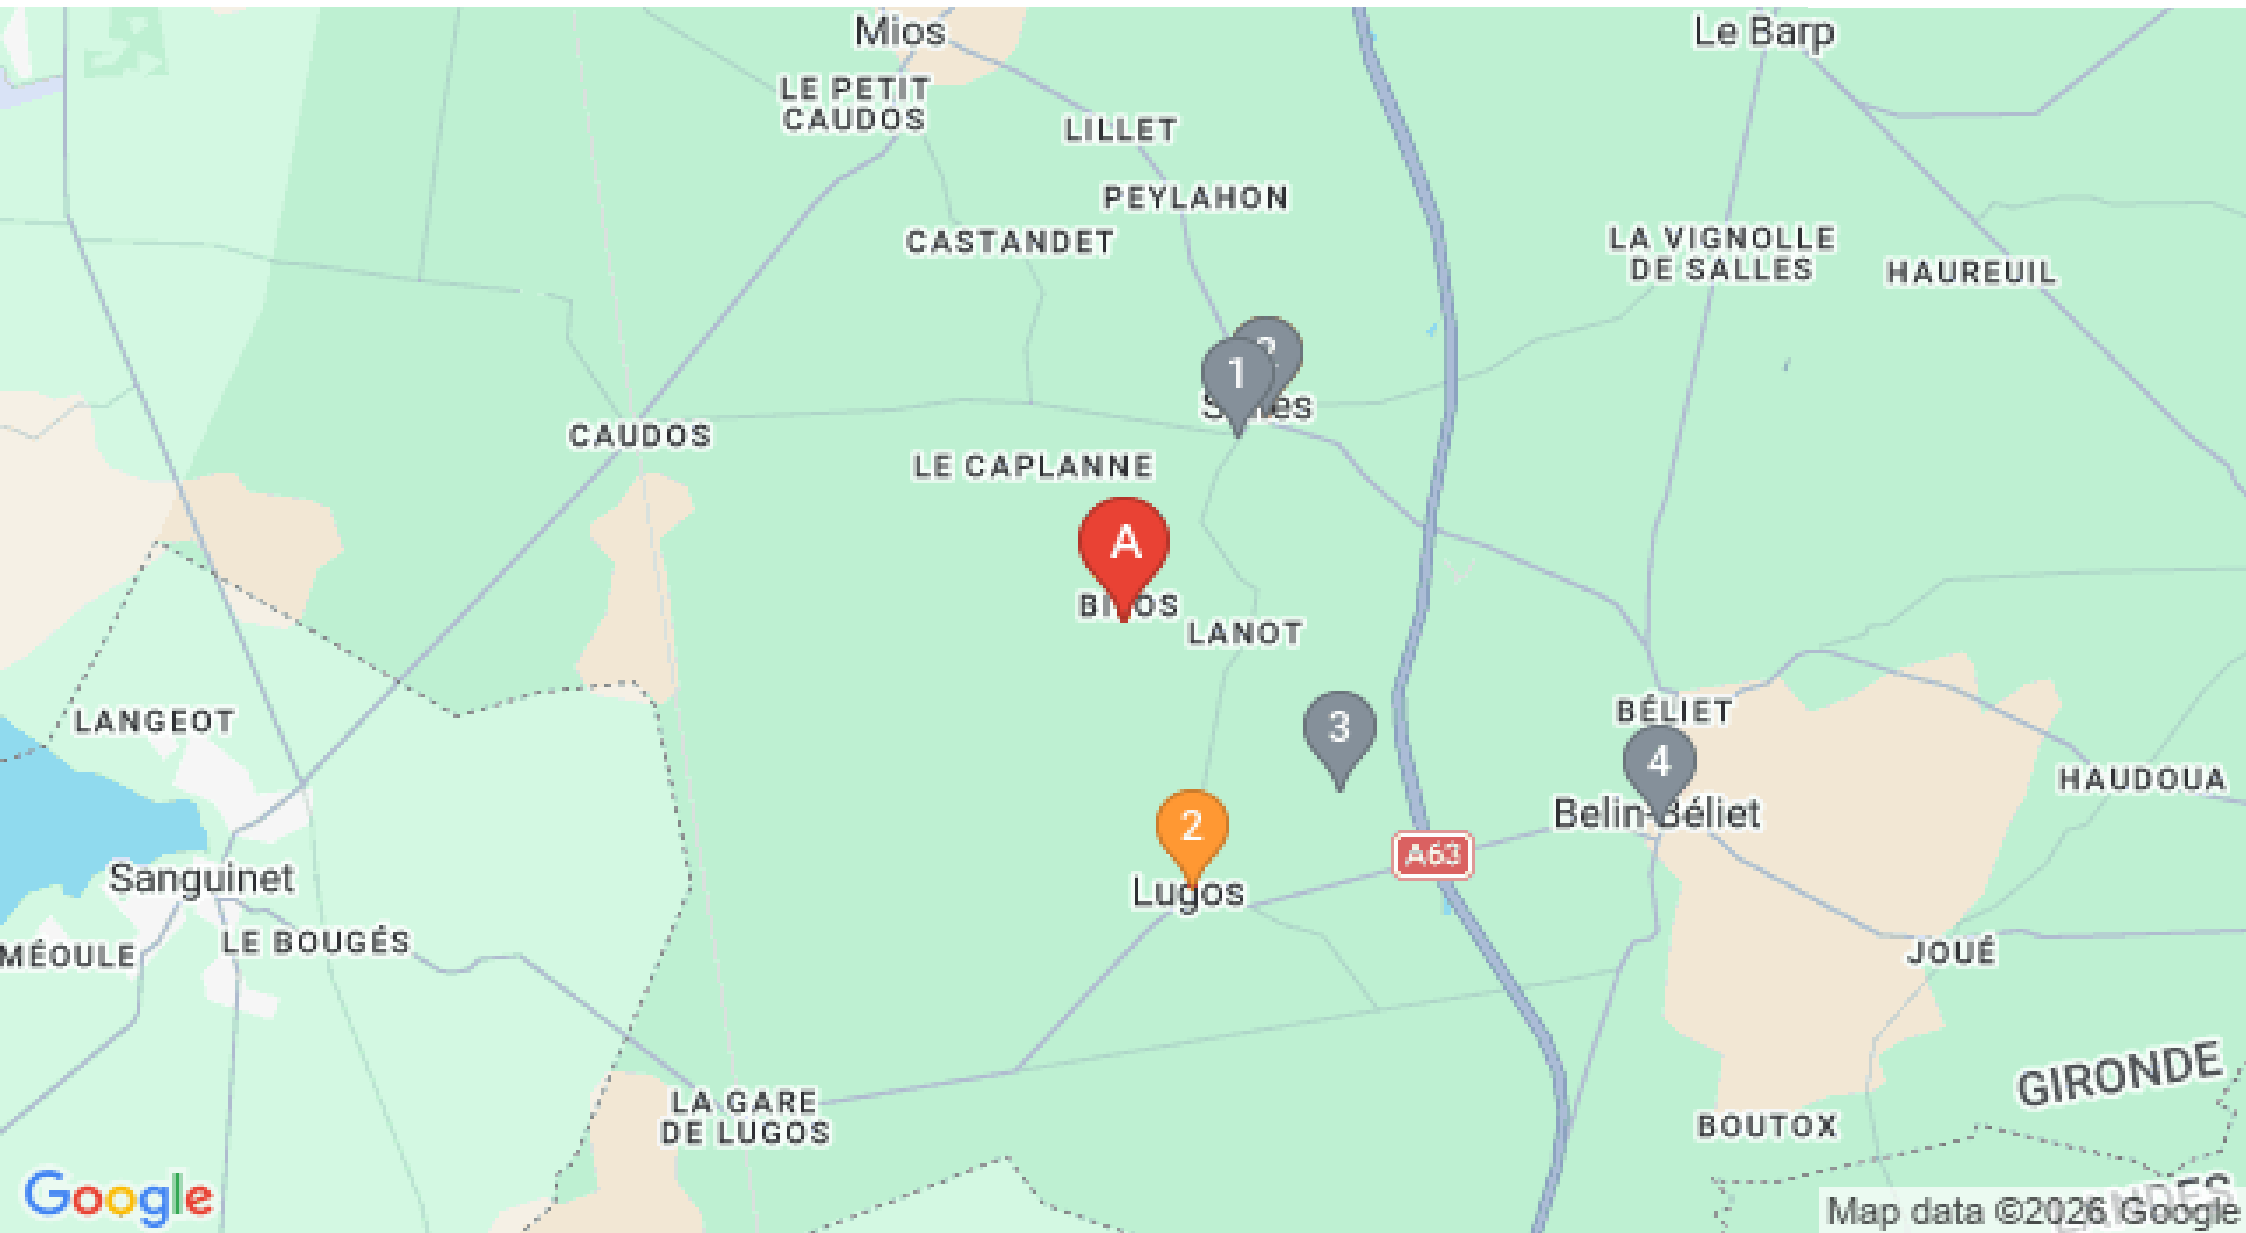 Mios
Le Barp
LE PETIT
CAUDOS
LILLET
PEYLAHON
CASTANDET
LA VIGNOLLE
DE SALLES
HAUREUIL
1
CAUDOS
LE CAPLANNE
A
LANOT
LANGEOT
BÉLIET
3
4
HAUDOUA
Belin-Béliet
2
A63
Sanguinet
Lugos
MÉOULE
LE BOUGÉS
JOUÉ
GIRONDE
LA GARE
DE LUGOS
BOUTOX
Google
Map data ©2026 Google